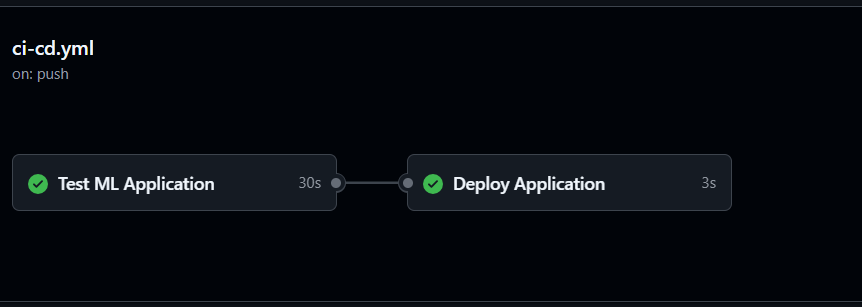 ci-cd.yml
on: push
Test ML Application 30s
Deploy Application 3s